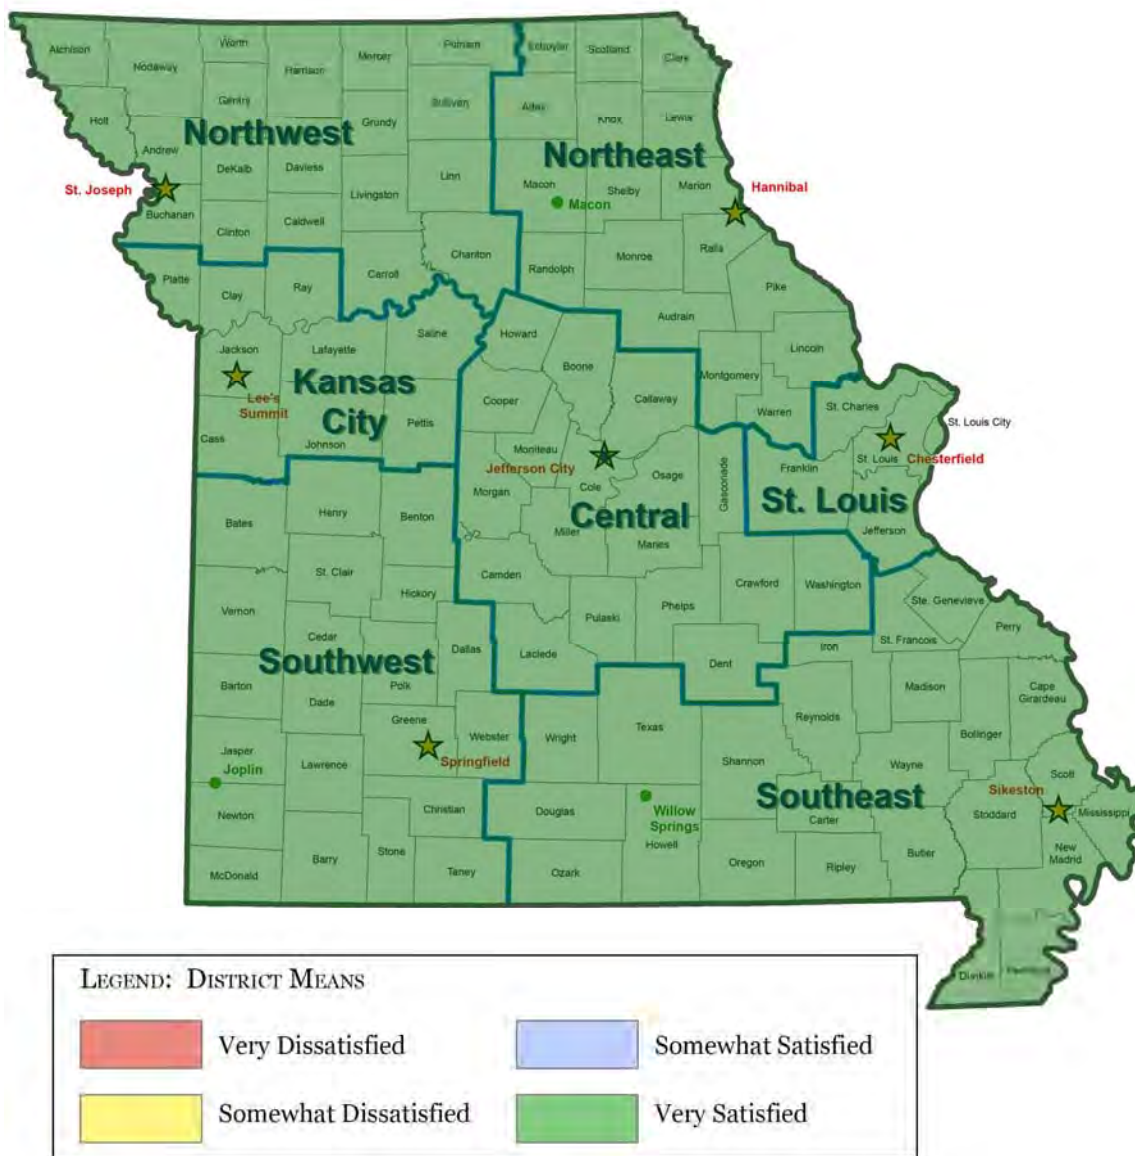 Atchison
Nodaway
Worth
Harrison
Mercer
Putnam
Schuyler
Scotland
Clark
Holt
Gentry
Sullivan
Adair
Knox
Lewis
Andrew
Northwest
Grundy
Northeast
DeKalb
Daviess
Linn
Macon
Shelby
Marion
Hannibal
St. Joseph
Buchanan
Livingston
Macon
Clinton
Caldwell
Chariton
Randolph
Monroe
Ralls
Carroll
Platte
Clay
Ray
Pike
Audrain
Saline
Howard
Jackson
Lafayette
Boone
Lincoln
Kansas
City
Lee's
Summit
Cooper
Callaway
Montgomery
Warren
St. Charles
St. Louis City
Cass
Johnson
Pettis
Moniteau
Jefferson City
Osage
Gasconade
Franklin
St. Louis
Chesterfield
Morgan
Cole
Central
St. Louis
Bates
Henry
Benton
Miller
Maries
Jefferson
St. Clair
Camden
Crawford
Washington
Vernon
Hickory
Pulaski
Phelps
Ste. Genevieve
Cedar
Perry
Southwest
Dallas
Laclede
Dent
Iron
St. Francois
Barton
Polk
Madison
Cape
Girardeau
Dade
Greene
Webster
Wright
Texas
Reynolds
Bollinger
Jasper
Joplin
Lawrence
Springfield
Shannon
Wayne
Scott
Southeast
Sikeston
Newton
Christian
Douglas
Willow
Springs
Howell
Carter
Stoddard
Mississippi
McDonald
Barry
Stone
Taney
Ozark
Oregon
Ripley
Butler
New
Madrid
Dunklin
LEGEND: DISTRICT MEANS
Very Dissatisfied
Somewhat Satisfied
Somewhat Dissatisfied
Very Satisfied